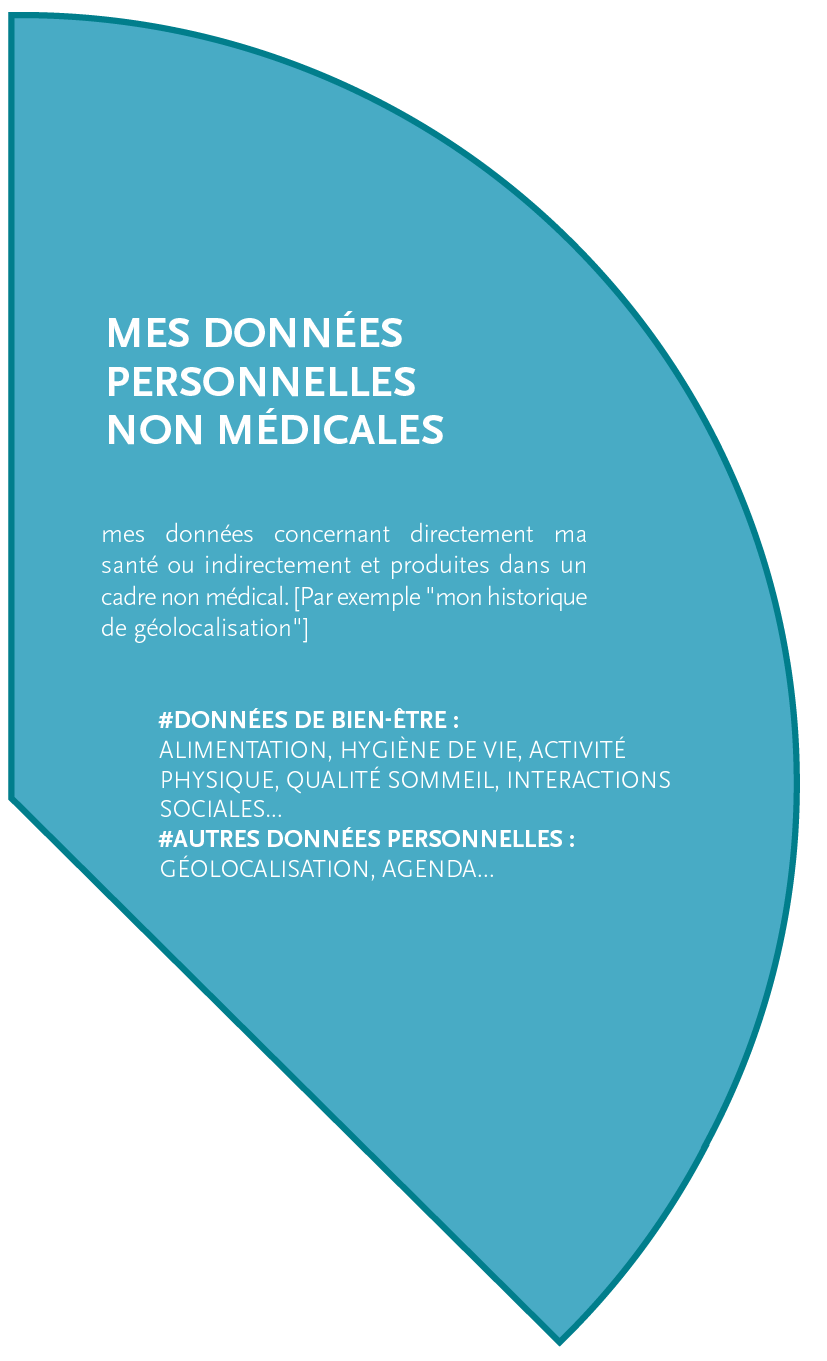 MES DONNÉES
PERSONNELLES
NON MÉDICALES
mes données concernant directement ma
santé ou indirectement et produites dans un
cadre non médical. [Par exemple "mon historique
de géolocalisation"]
#DONNÉES DE BIEN-ÊTRE :
ALIMENTATION, HYGIÈNE DE VIE, ACTIVITÉ
PHYSIQUE, QUALITÉ SOMMEIL, INTERACTIONS
SOCIALES...
#AUTRES DONNÉES PERSONNELLES :
GÉOLOCALISATION, AGENDA...